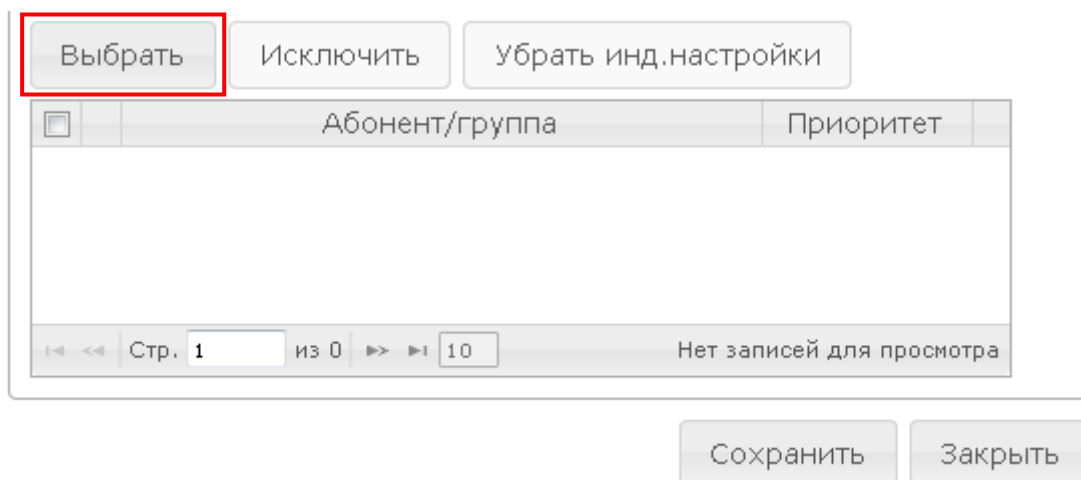 Выбрать Исключить Убрать инд.настройки
Абонент/группа Приоритет
Стр. 1 из 0 10 Нет записей для просмотра
Сохранить Закрыть